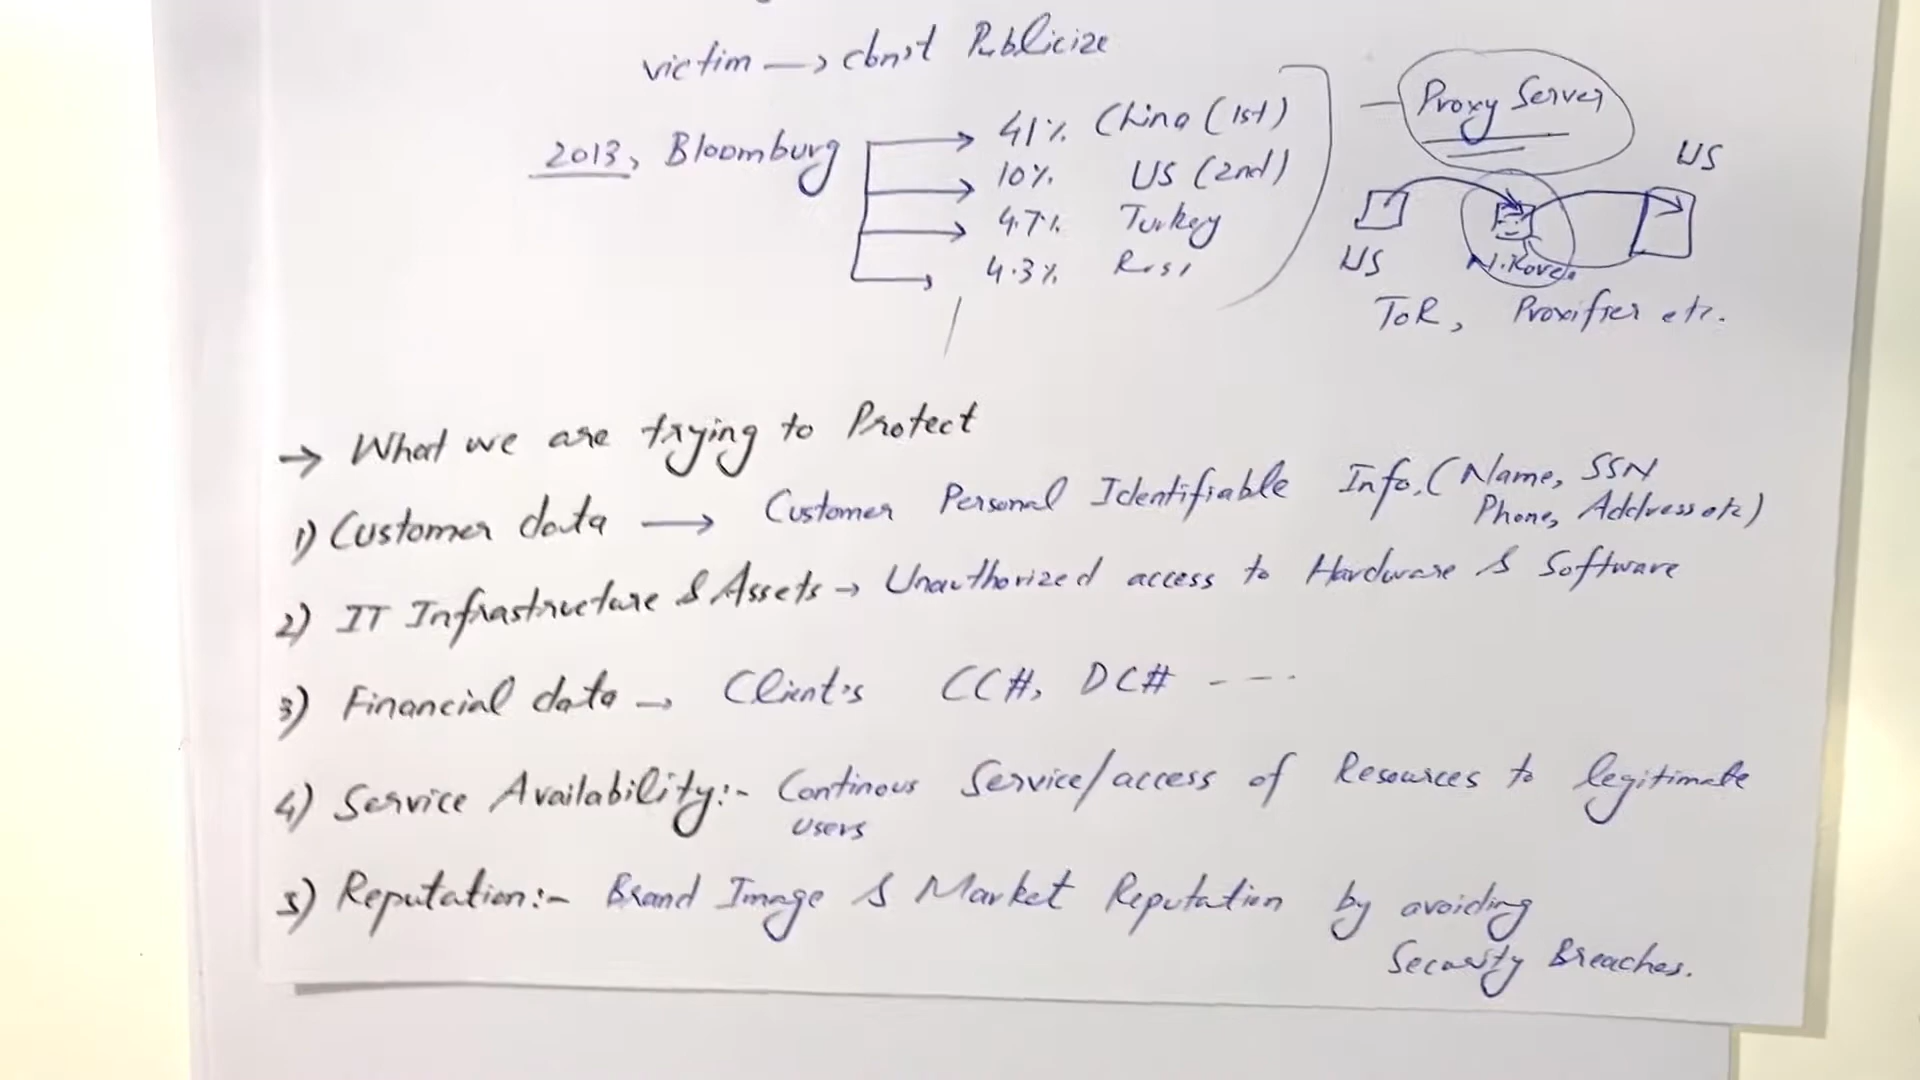 victim → don't Publicize
2013, Bloomburg
41% China (1st)
10% US (2nd)
4.7% Turkey
4.3%
Proxy Server
US
US
N.Korea
ToR, Proxifier etc.
→ What we are trying to Protect
1) Customer data → Customer Personal Identifiable Info. (Name, SSN
Phone, Address etc)
2) IT Infrastructure & Assets → Unauthorized access to Hardware & Software
3) Financial data → Client's CC#, DC# ----
4) Service Availability:- Continous Service/access of Resources to legitimate
users
5) Reputation:- Brand Image & Market Reputation by avoiding
Security Breaches.